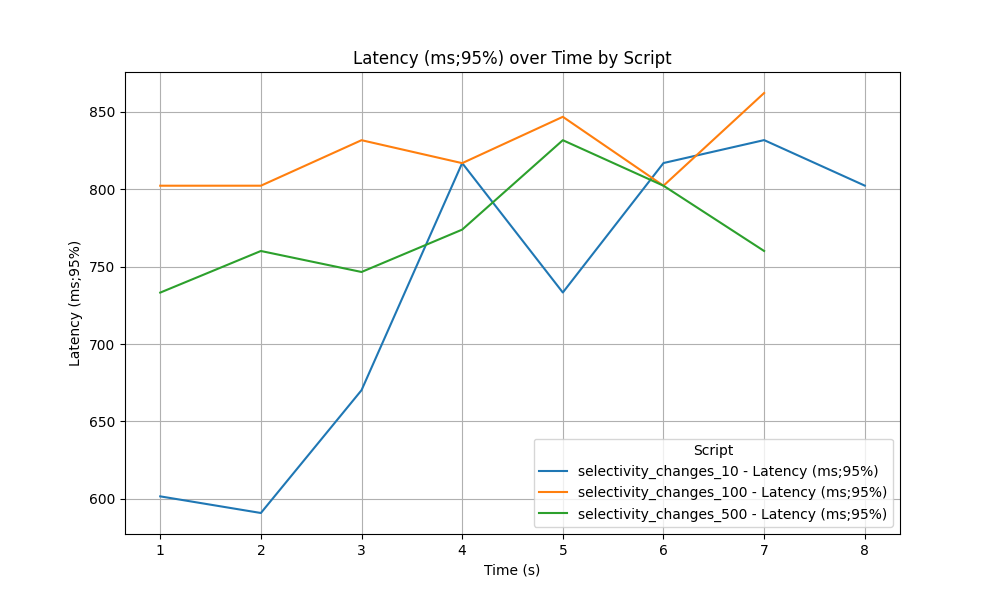 Latency (ms;95%) over Time by Script
Latency (ms;95%)
850
800
750
700
650
600
Script
selectivity_changes_10 - Latency (ms;95%)
selectivity_changes_100 - Latency (ms;95%)
selectivity_changes_500 - Latency (ms;95%)
1 2 3 4 5 6 7 8
Time (s)